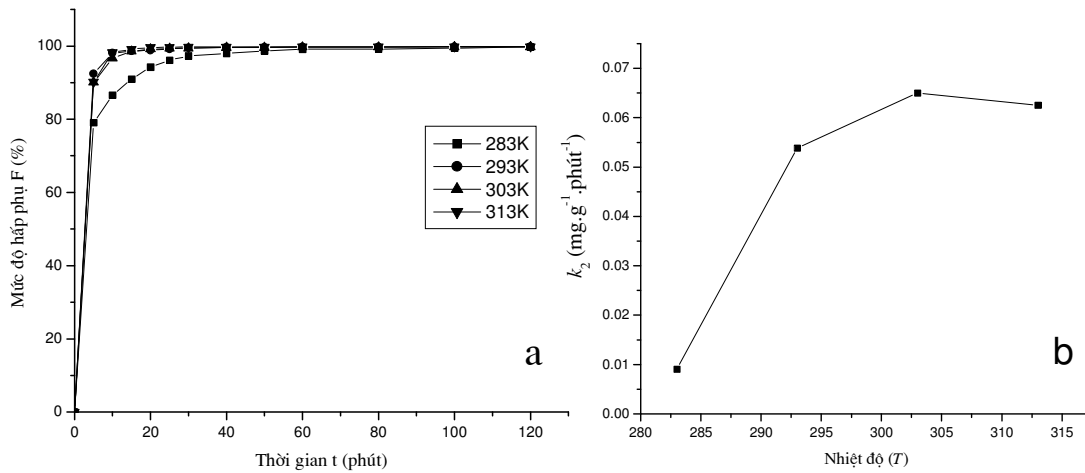 Mức độ hấp phụ F (%)
100
80
60
40
20
0
283K
293K
303K
313K
a
0 20 40 60 80 100 120
Thời gian t (phút)
k₂ (mg.g⁻¹.phút⁻¹)
0.07
0.06
0.05
0.04
0.03
0.02
0.01
0.00
b
280 285 290 295 300 305 310 315
Nhiệt độ (T)